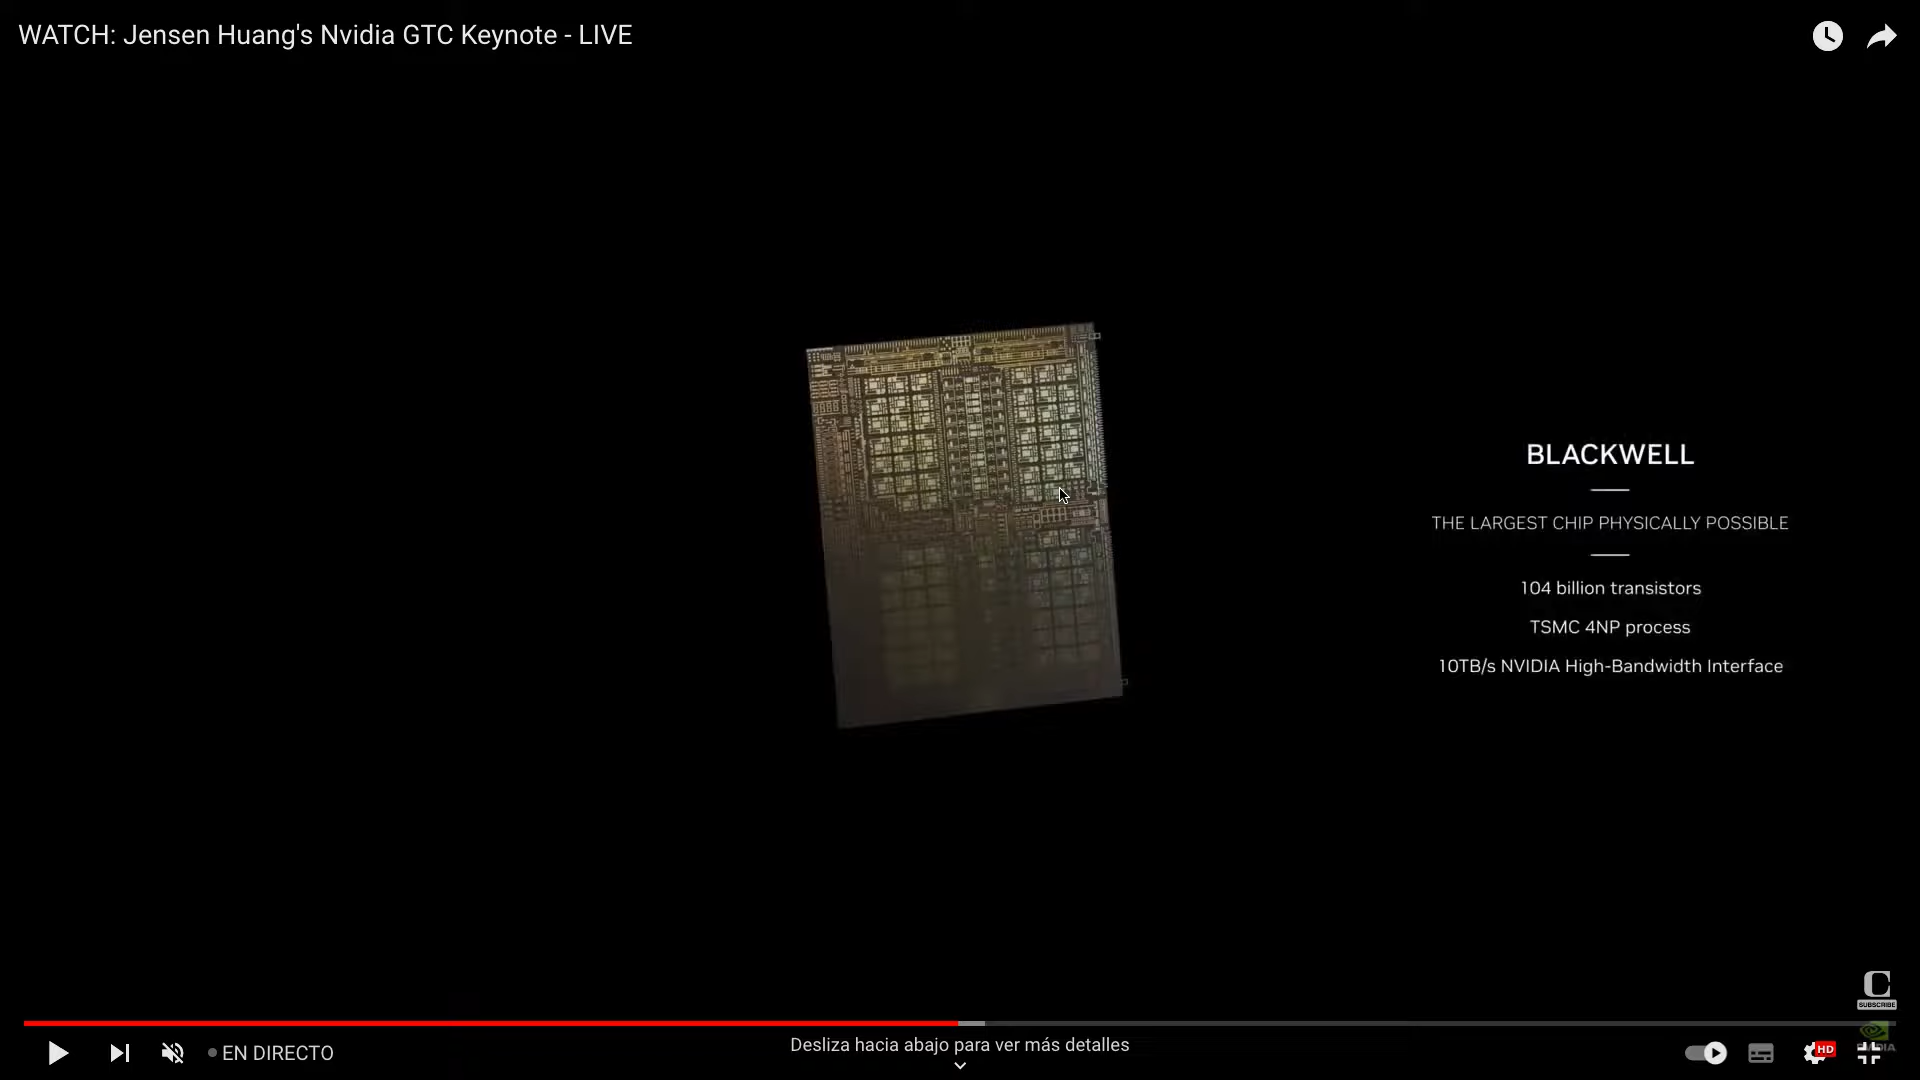 WATCH: Jensen Huang's Nvidia GTC Keynote - LIVE
BLACKWELL
THE LARGEST CHIP PHYSICALLY POSSIBLE
104 billion transistors
TSMC 4NP process
10TB/s NVIDIA High-Bandwidth Interface
C
SUBSCRIBE
EN DIRECTO
Desliza hacia abajo para ver más detalles
HD